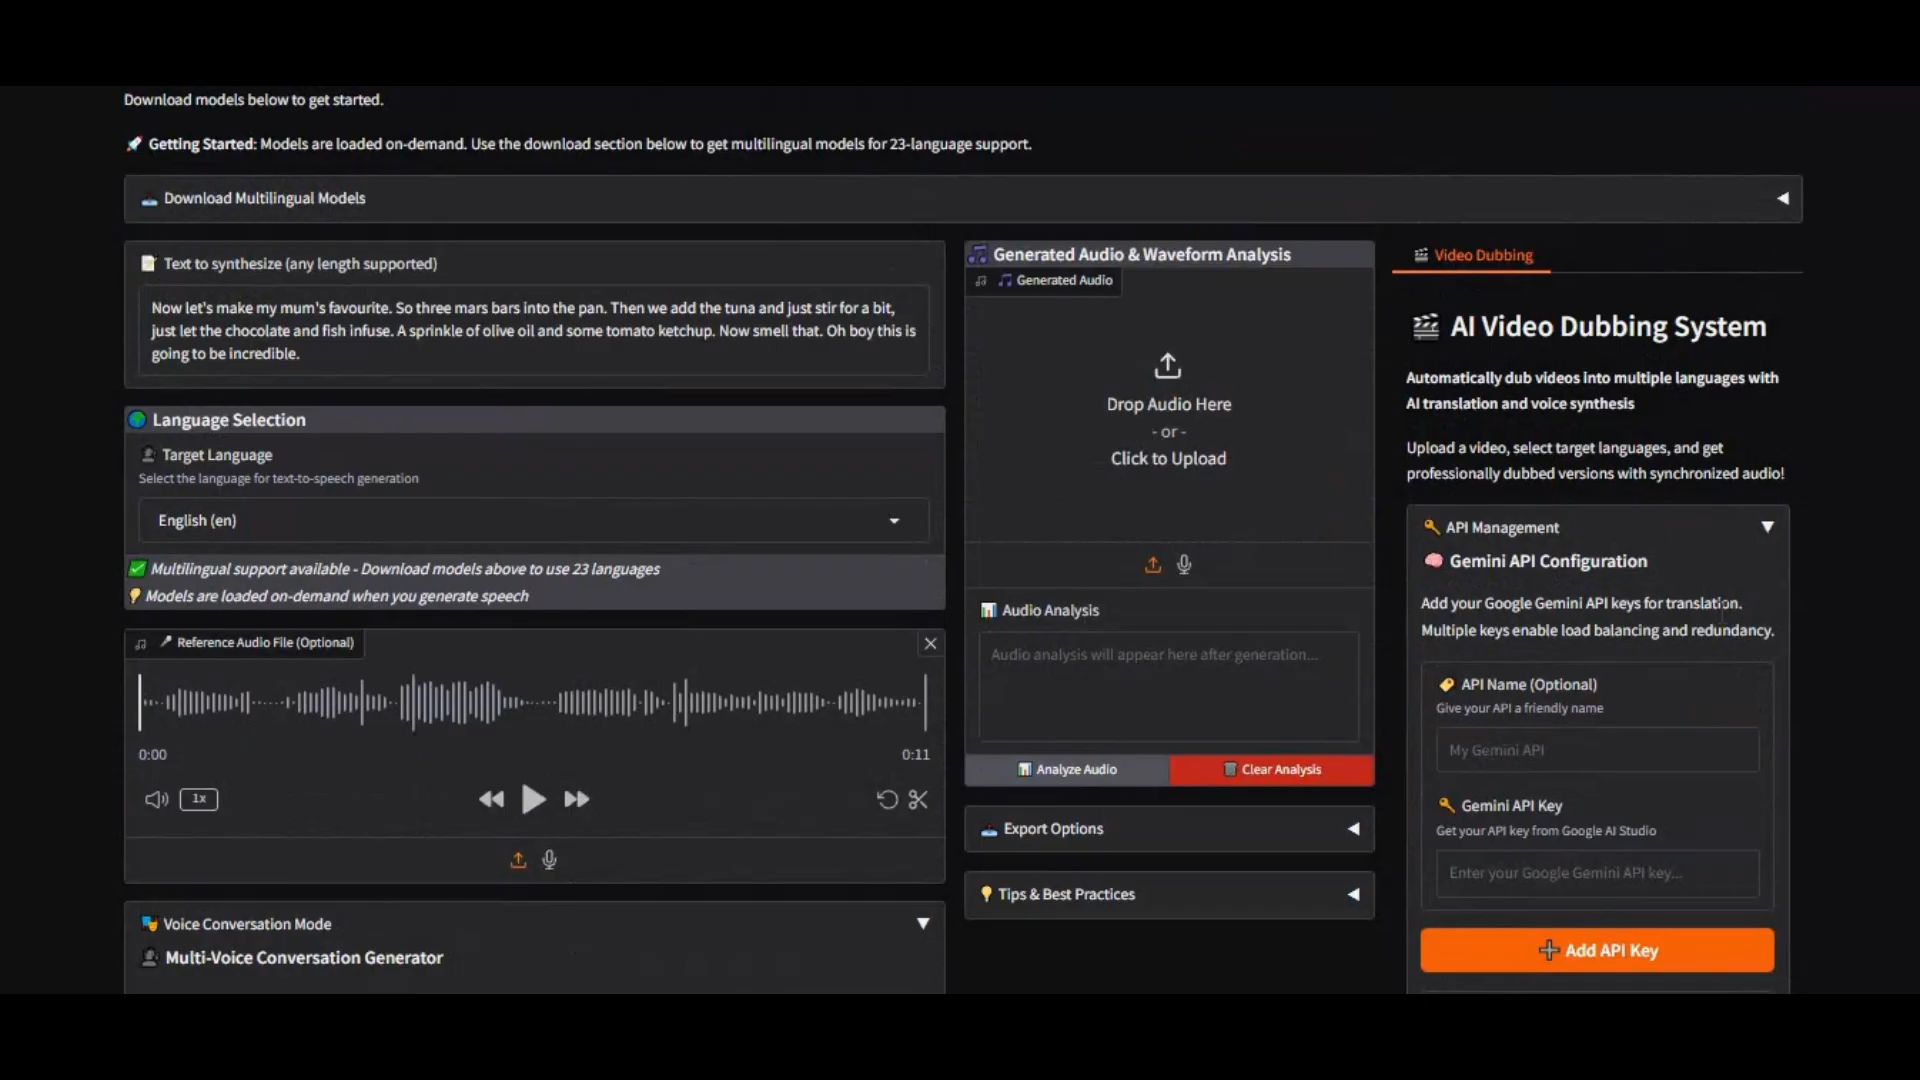 Download models below to get started.
🚀 Getting Started: Models are loaded on-demand. Use the download section below to get multilingual models for 23-language support.
Download Multilingual Models
Text to synthesize (any length supported)
Now let's make my mum's favourite. So three mars bars into the pan. Then we add the tuna and just stir for a bit,
just let the chocolate and fish infuse. A sprinkle of olive oil and some tomato ketchup. Now smell that. Oh boy this is
going to be incredible.
Language Selection
Target Language
Select the language for text-to-speech generation
English (en)
Multilingual support available - Download models above to use 23 languages
Models are loaded on-demand when you generate speech
Reference Audio File (Optional)
0:00
0:11
1x
Voice Conversation Mode
Multi-Voice Conversation Generator
Generated Audio & Waveform Analysis
Generated Audio
Drop Audio Here
- or -
Click to Upload
Audio Analysis
Audio analysis will appear here after generation...
Analyze Audio
Clear Analysis
Export Options
Tips & Best Practices
Video Dubbing
AI Video Dubbing System
Automatically dub videos into multiple languages with
AI translation and voice synthesis
Upload a video, select target languages, and get
professionally dubbed versions with synchronized audio!
API Management
Gemini API Configuration
Add your Google Gemini API keys for translation.
Multiple keys enable load balancing and redundancy.
API Name (Optional)
Give your API a friendly name
My Gemini API
Gemini API Key
Get your API key from Google AI Studio
Enter your Google Gemini API key...
Add API Key